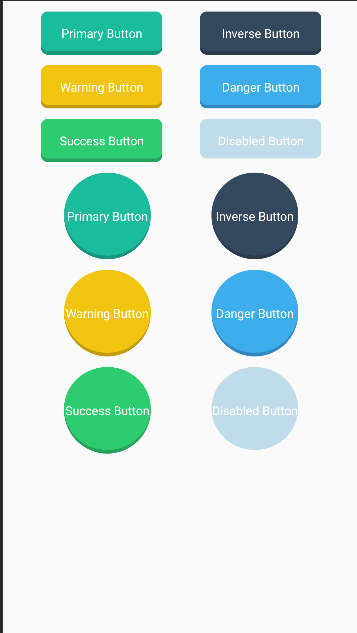 Primary Button
Inverse Button
Warning Button
Danger Button
Success Button
Disabled Button
Primary Button
Inverse Button
Warning Button
Danger Button
Success Button
Disabled Button